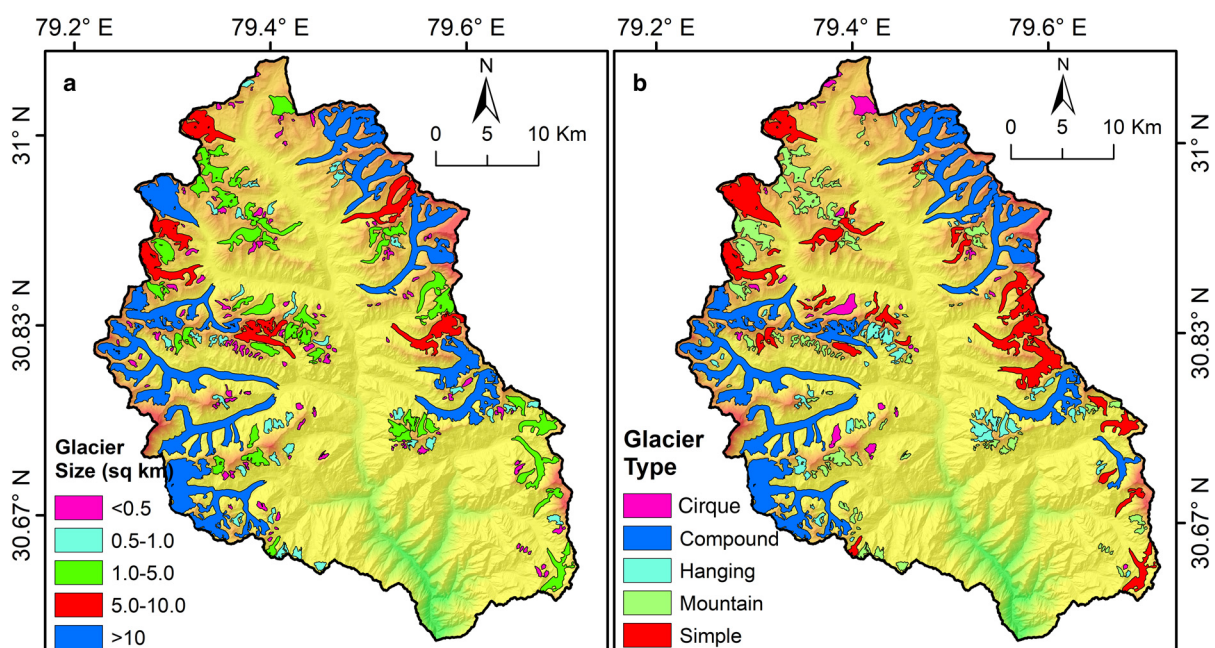 79.2° E 79.4° E 79.6° E
a
N
0 5 10 Km
31° N
30.83° N
30.67° N
Glacier
Size (sq km)
<0.5
0.5-1.0
1.0-5.0
5.0-10.0
>10
79.2° E 79.4° E 79.6° E
b
N
0 5 10 Km
31° N
30.83° N
30.67° N
Glacier
Type
Cirque
Compound
Hanging
Mountain
Simple